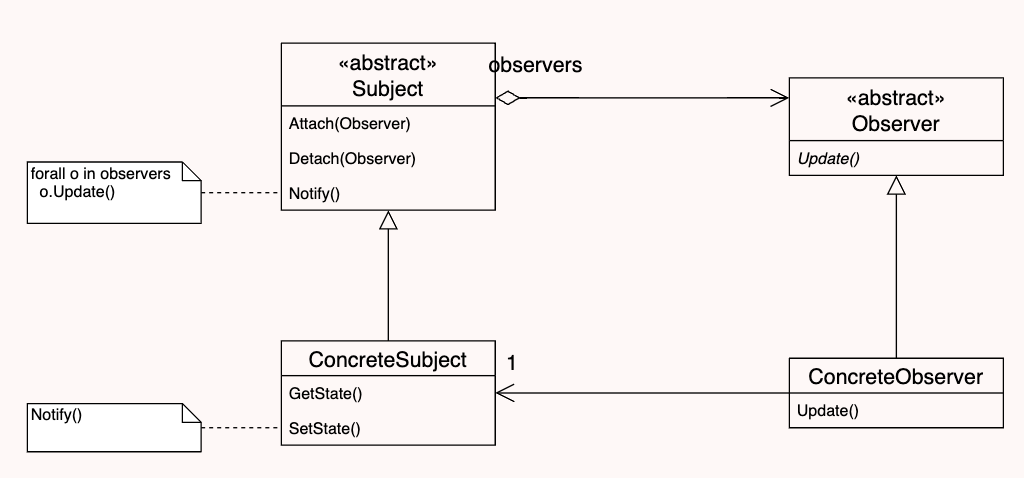 «abstract»
Subject
observers
Attach(Observer)
Detach(Observer)
Notify()
«abstract»
Observer
Update()
forall o in observers
o.Update()
ConcreteSubject
1
GetState()
SetState()
ConcreteObserver
Update()
Notify()